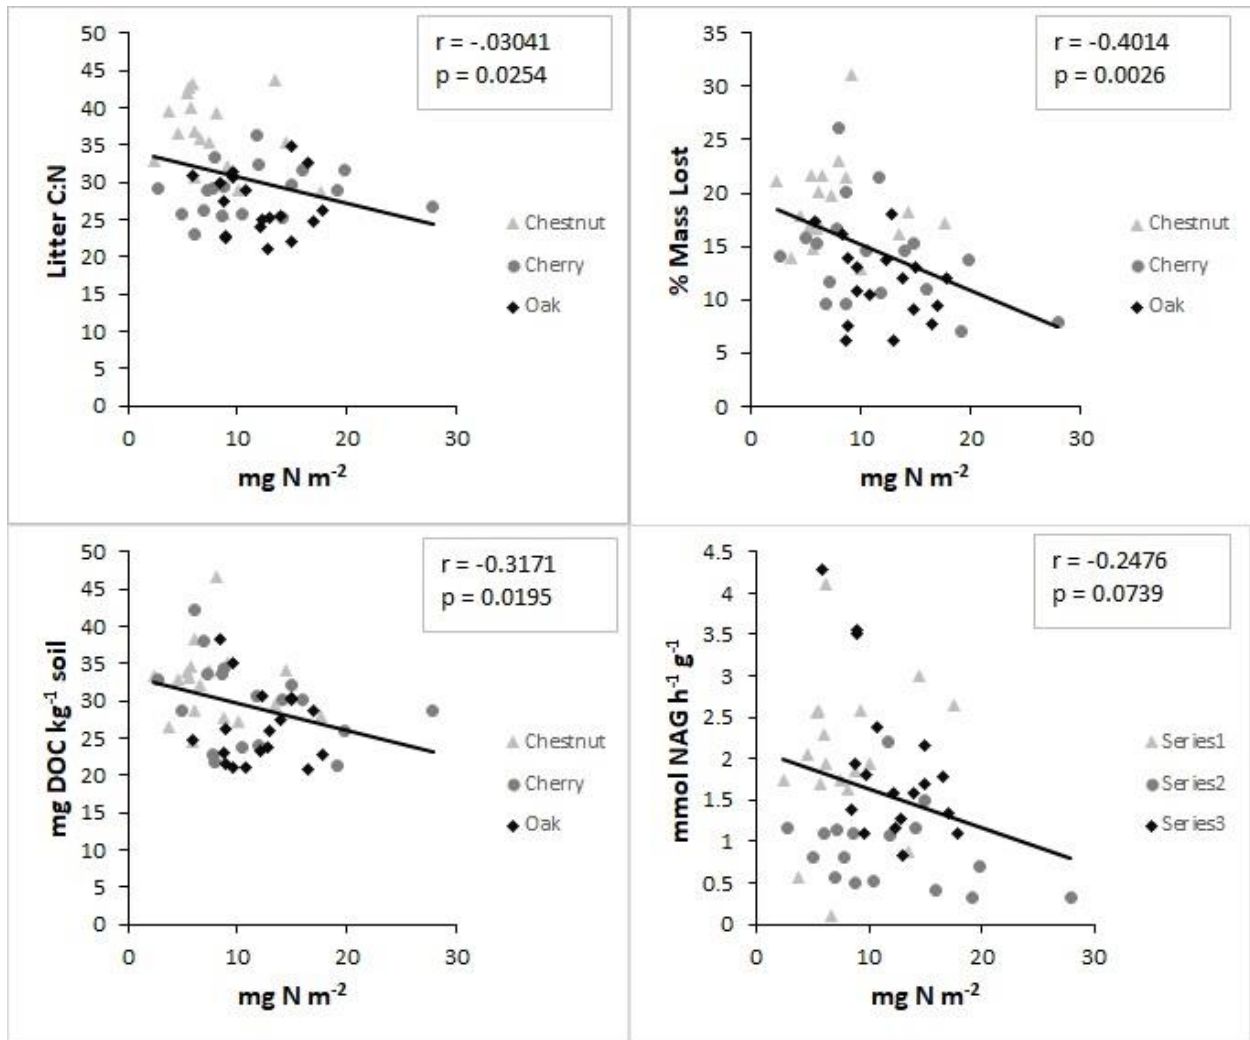 r = -.03041
p = 0.0254
Litter C:N
50
45
40
35
30
25
20
15
10
5
0
0 10 20 30
mg N m-2
Chestnut
Cherry
Oak
r = -0.4014
p = 0.0026
% Mass Lost
35
30
25
20
15
10
5
0
0 10 20 30
mg N m-2
Chestnut
Cherry
Oak
r = -0.3171
p = 0.0195
mg DOC kg-1 soil
50
45
40
35
30
25
20
15
10
5
0
0 10 20 30
mg N m-2
Chestnut
Cherry
Oak
r = -0.2476
p = 0.0739
mmol NAG h-1 g-1
4.5
4
3.5
3
2.5
2
1.5
1
0.5
0
0 10 20 30
mg N m-2
Series1
Series2
Series3